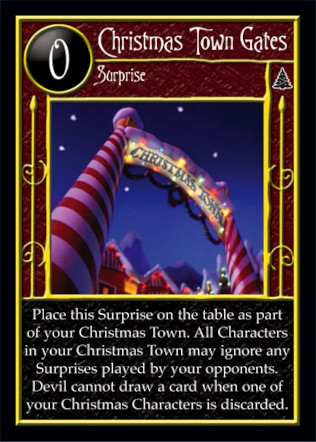 0
Christmas Town Gates
Surprise
CHRISTMAS TOWN
Place this Surprise on the table as part
of your Christmas Town. All Characters
in your Christmas Town may ignore any
Surprises played by your opponents.
Devil cannot draw a card when one of
your Christmas Characters is discarded.